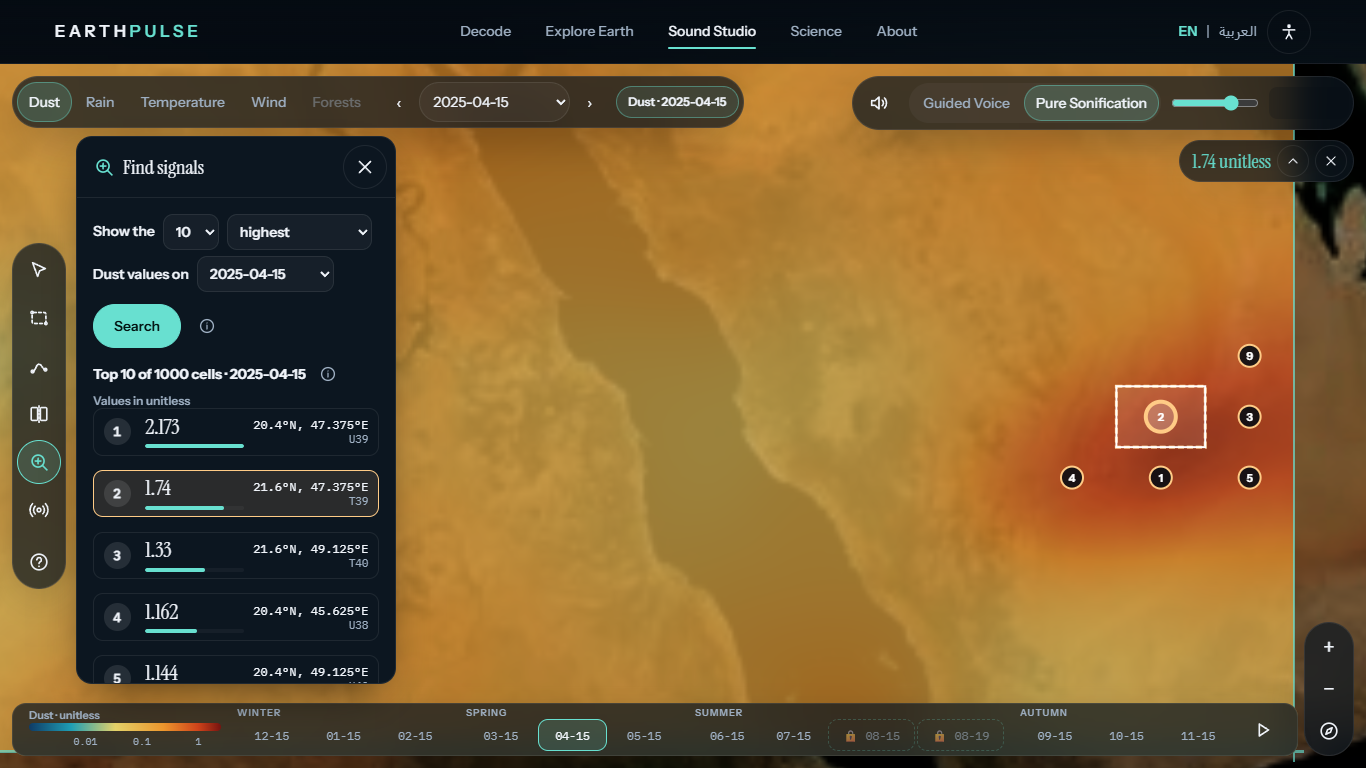 EARTHPULSE
Decode
Explore Earth
Sound Studio
Science
About
EN | العربية
Dust
Rain
Temperature
Wind
Forests
‹
2025-04-15
›
Dust · 2025-04-15
Guided Voice
Pure Sonification
1.74 unitless
Find signals
Show the 10 highest
Dust values on 2025-04-15
Search
Top 10 of 1000 cells · 2025-04-15
Values in unitless
1 2.173 20.4°N, 47.375°E
U39
2 1.74 21.6°N, 47.375°E
T39
3 1.33 21.6°N, 49.125°E
T40
4 1.162 20.4°N, 45.625°E
U38
5 1.144 20.4°N, 49.125°E
9
2
3
4
1
5
Dust · unitless
0.01 0.1 1
WINTER
12-15 01-15 02-15
SPRING
03-15 04-15 05-15
SUMMER
06-15 07-15 08-15 08-19
AUTUMN
09-15 10-15 11-15
+
−